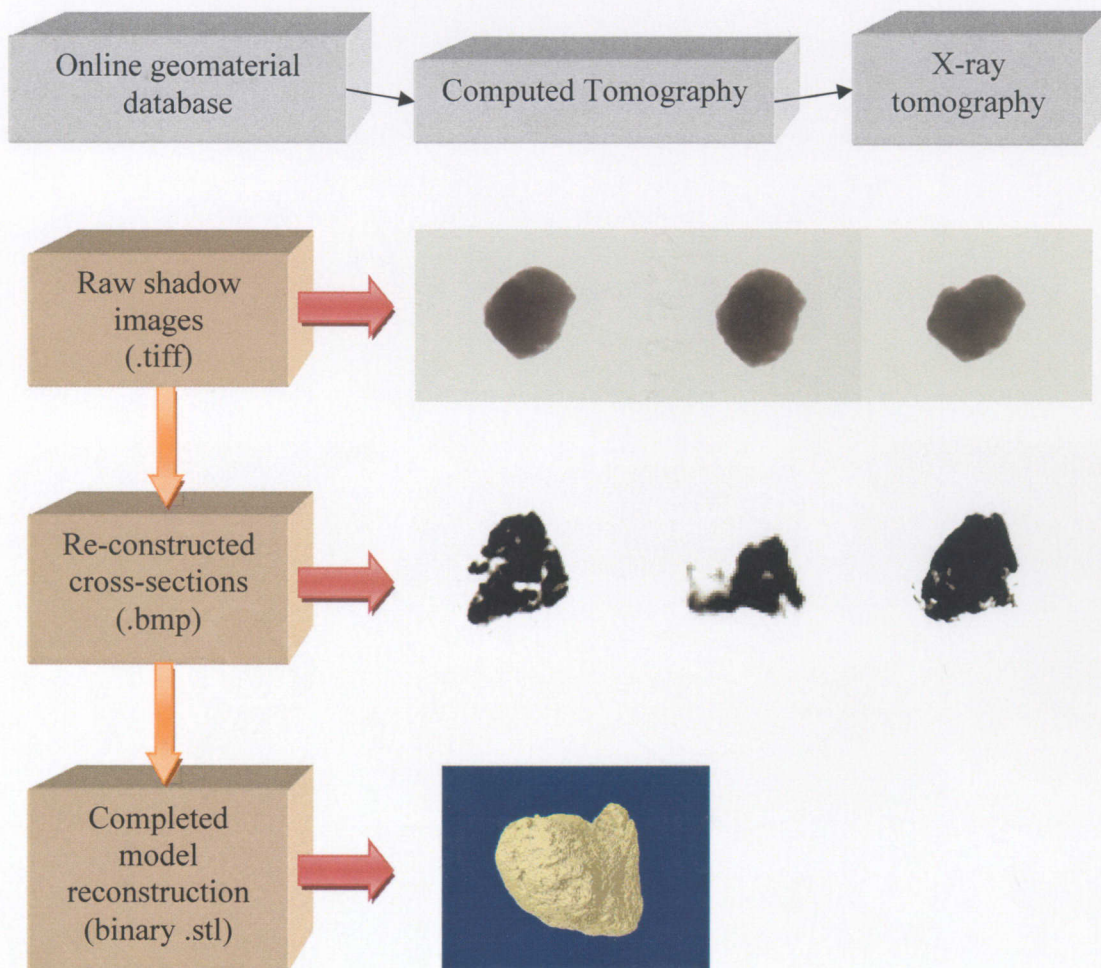 Online geomaterial
database
Computed Tomography
X-ray
tomography
Raw shadow
images
(.tiff)
Re-constructed
cross-sections
(.bmp)
Completed
model
reconstruction
(binary .stl)